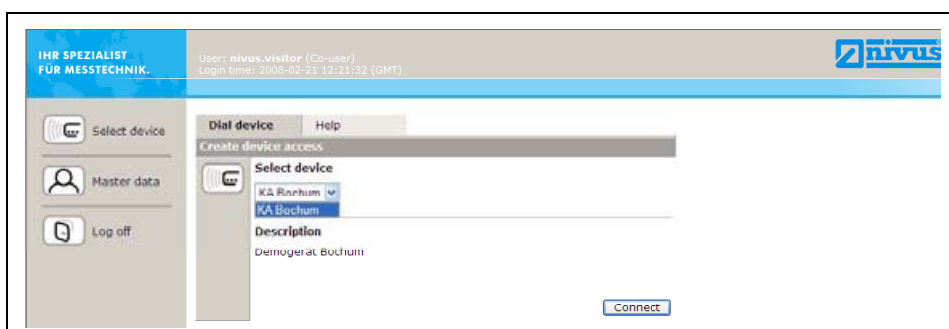 IHR SPEZIALIST
FÜR MESSTECHNIK.
User: nivus.visitor (Co-user)
Login time: 2008-02-21 12:21:32 (GMT)
nivus
Select device
Master data
Log off
Dial device Help
Create device access
Select device
KA Bochum
KA Bochum
Description
Demogerät Bochum
Connect